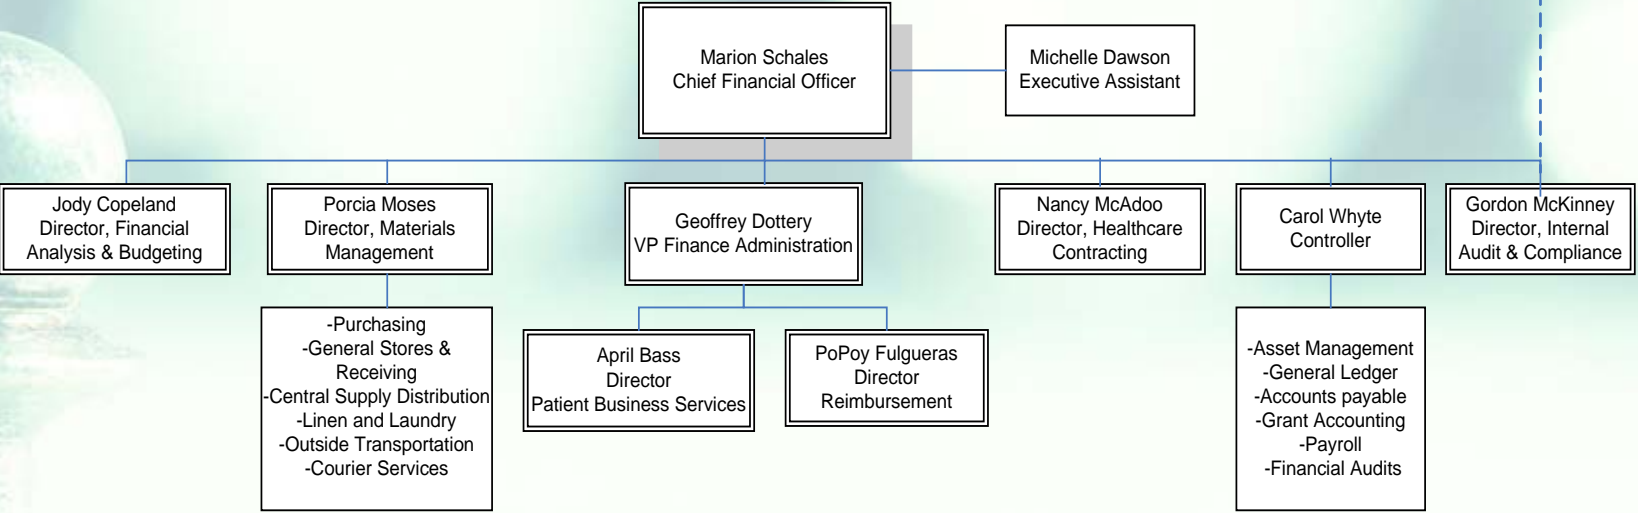 Marion Schales
Chief Financial Officer
Michelle Dawson
Executive Assistant
Jody Copeland
Director, Financial
Analysis & Budgeting
Porcia Moses
Director, Materials
Management
Geoffrey Dottery
VP Finance Administration
Nancy McAdoo
Director, Healthcare
Contracting
Carol Whyte
Controller
Gordon McKinney
Director, Internal
Audit & Compliance
-Purchasing
-General Stores &
Receiving
-Central Supply Distribution
-Linen and Laundry
-Outside Transportation
-Courier Services
April Bass
Director
Patient Business Services
PoPoy Fulgueras
Director
Reimbursement
-Asset Management
-General Ledger
-Accounts payable
-Grant Accounting
-Payroll
-Financial Audits